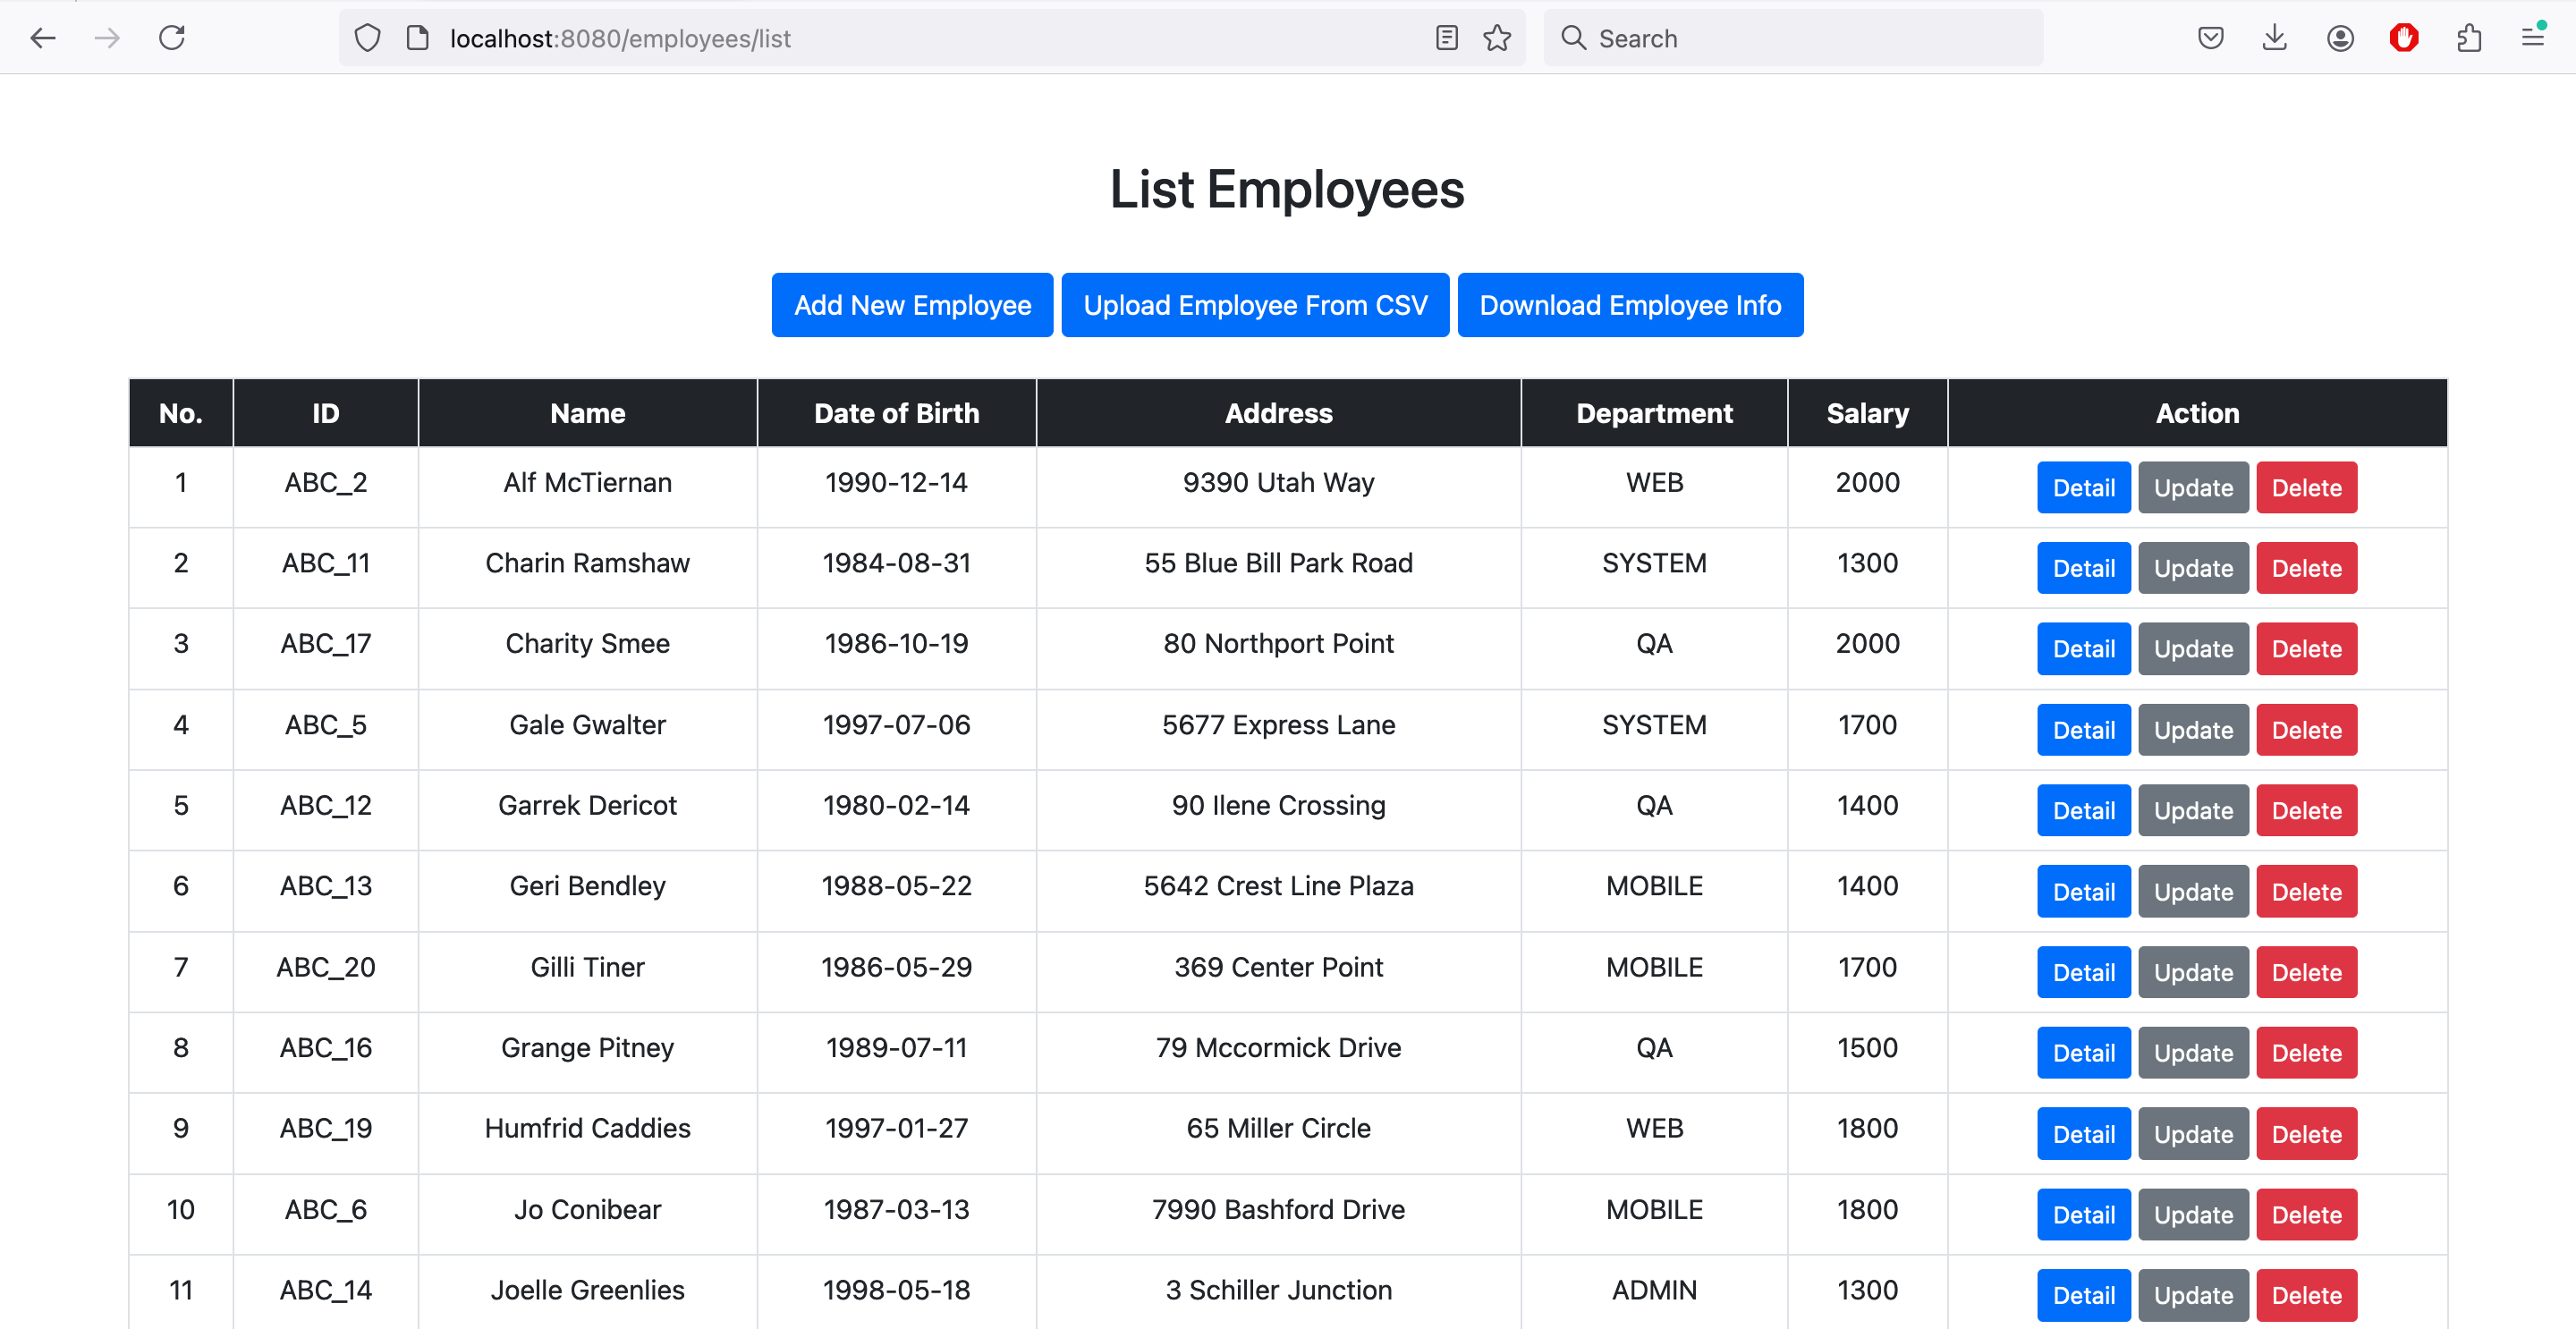 localhost:8080/employees/list Search
List Employees
Add New Employee Upload Employee From CSV Download Employee Info
No. ID Name Date of Birth Address Department Salary Action
1 ABC_2 Alf McTiernan 1990-12-14 9390 Utah Way WEB 2000 Detail Update Delete
2 ABC_11 Charin Ramshaw 1984-08-31 55 Blue Bill Park Road SYSTEM 1300 Detail Update Delete
3 ABC_17 Charity Smee 1986-10-19 80 Northport Point QA 2000 Detail Update Delete
4 ABC_5 Gale Gwalter 1997-07-06 5677 Express Lane SYSTEM 1700 Detail Update Delete
5 ABC_12 Garrek Dericot 1980-02-14 90 Ilene Crossing QA 1400 Detail Update Delete
6 ABC_13 Geri Bendley 1988-05-22 5642 Crest Line Plaza MOBILE 1400 Detail Update Delete
7 ABC_20 Gilli Tiner 1986-05-29 369 Center Point MOBILE 1700 Detail Update Delete
8 ABC_16 Grange Pitney 1989-07-11 79 Mccormick Drive QA 1500 Detail Update Delete
9 ABC_19 Humfrid Caddies 1997-01-27 65 Miller Circle WEB 1800 Detail Update Delete
10 ABC_6 Jo Conibear 1987-03-13 7990 Bashford Drive MOBILE 1800 Detail Update Delete
11 ABC_14 Joelle Greenlies 1998-05-18 3 Schiller Junction ADMIN 1300 Detail Update Delete